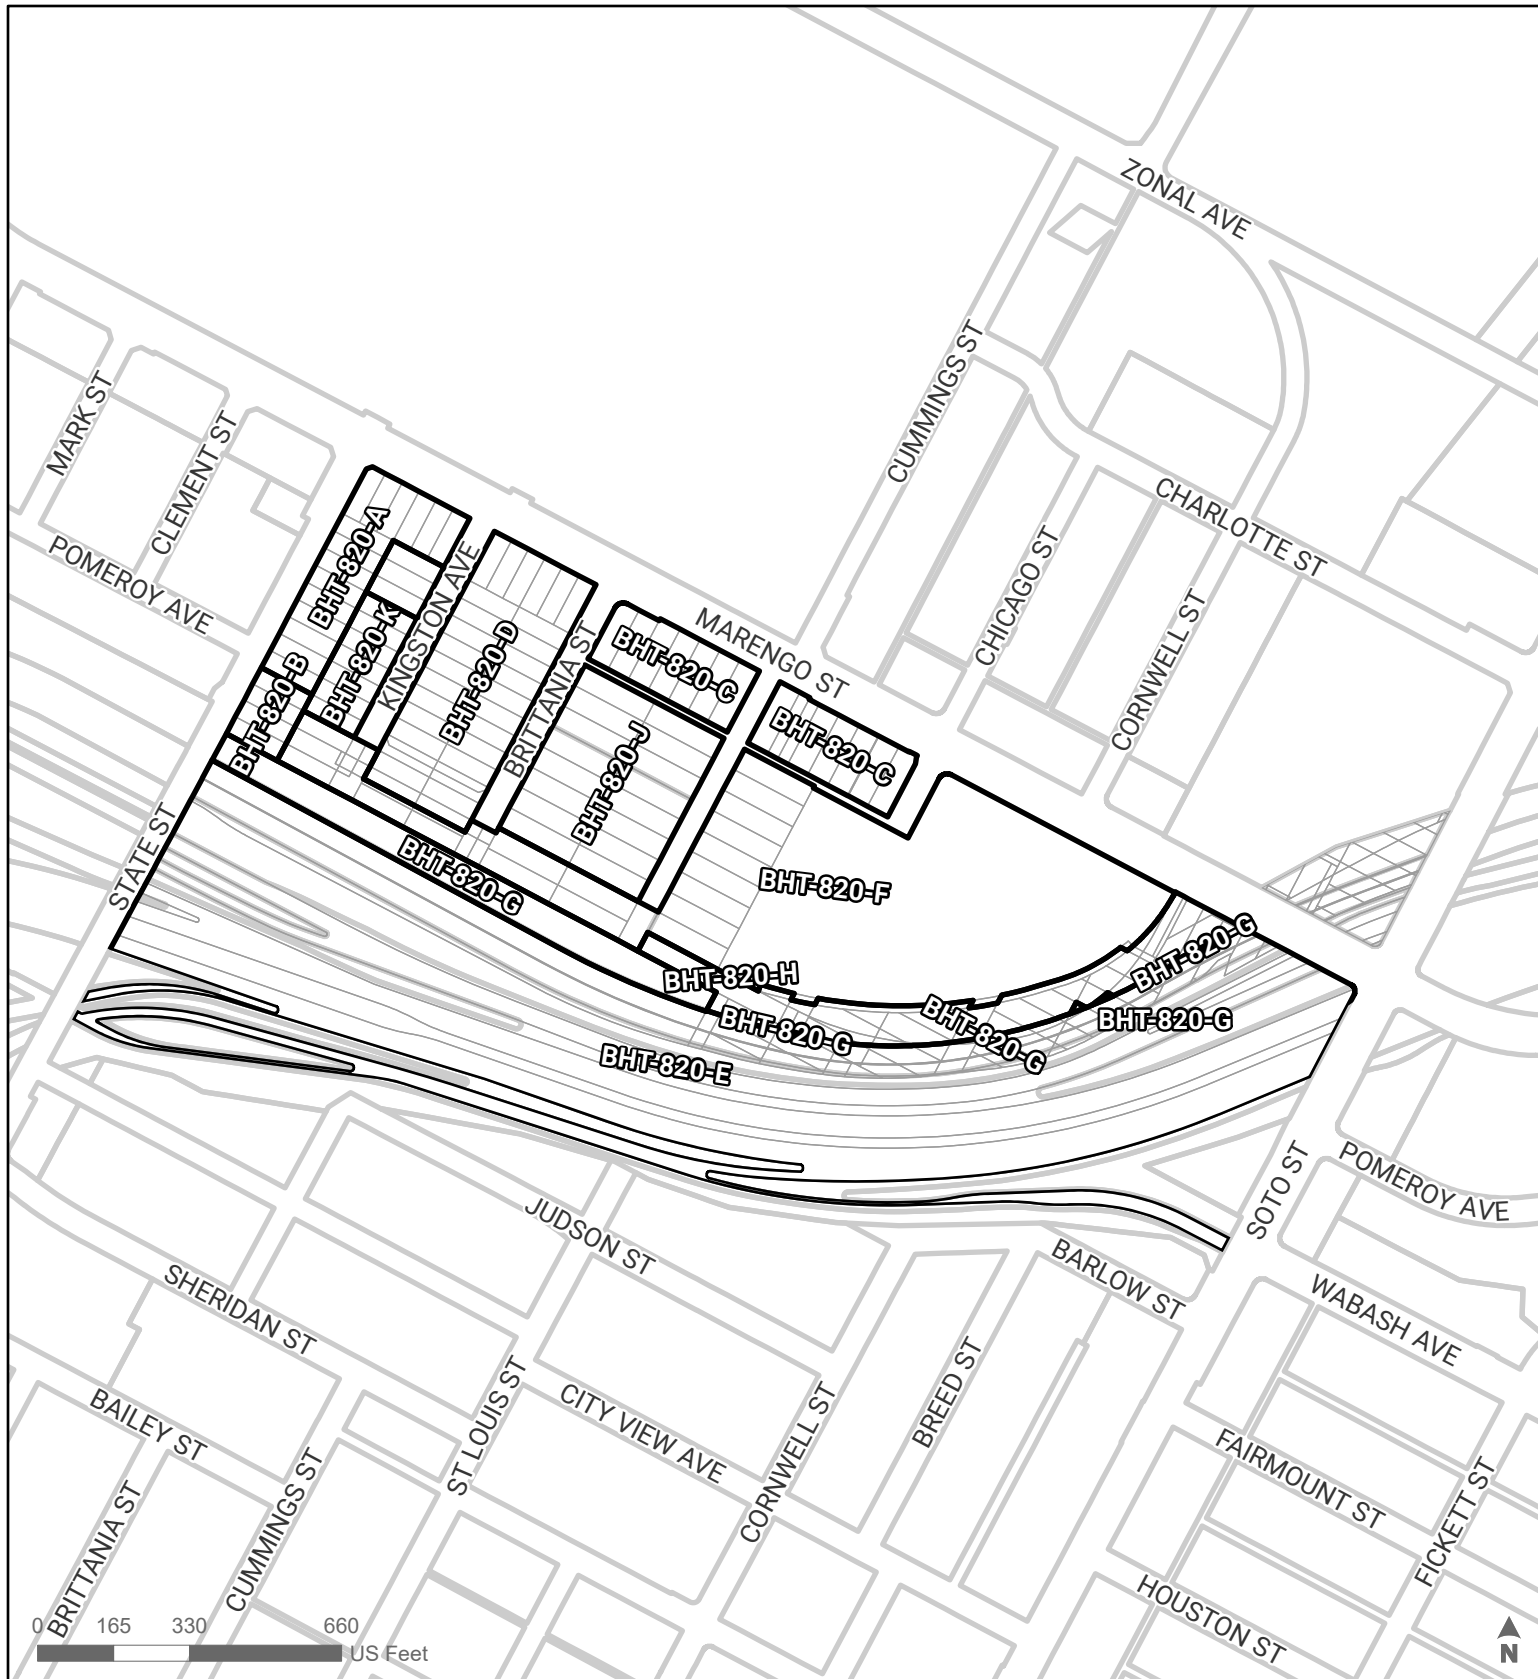 ZONAL AVE
CUMMINGS ST
MARK ST
CLEMENT ST
CHARLOTTE ST
BHT-820-A
POMEROY AVE
CHICAGO ST
KINGSTON AVE
BHT-820-K
BHT-820-D
BRITTANIA ST
BHT-820-C
MARENGO ST
CORNWELL ST
BHT-820-B
BHT-820-C
BHT-820-J
STATE ST
BHT-820-G
BHT-820-F
BHT-820-G
BHT-820-H
BHT-820-G
BHT-820-G
BHT-820-G
BHT-820-E
POMEROY AVE
SOTO ST
JUDSON ST
BARLOW ST
SHERIDAN ST
WABASH AVE
ST LOUIS ST
CITY VIEW AVE
CORNWELL ST
BREED ST
BAILEY ST
FAIRMOUNT ST
CUMMINGS ST
BRITTANIA ST
FICKETT ST
HOUSTON ST
0 165 330 660
US Feet
N